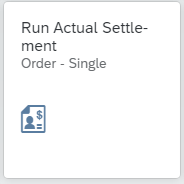 Run Actual Settle-
ment
Order - Single
$